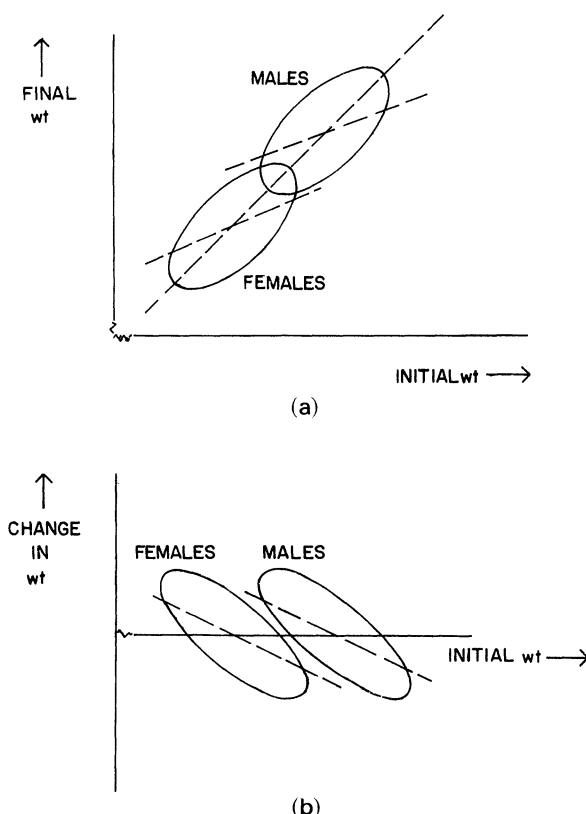 MALES
FINAL
wt
FEMALES
INITIAL wt
(a)
CHANGE
IN
wt
FEMALES MALES
INITIAL wt
(b)